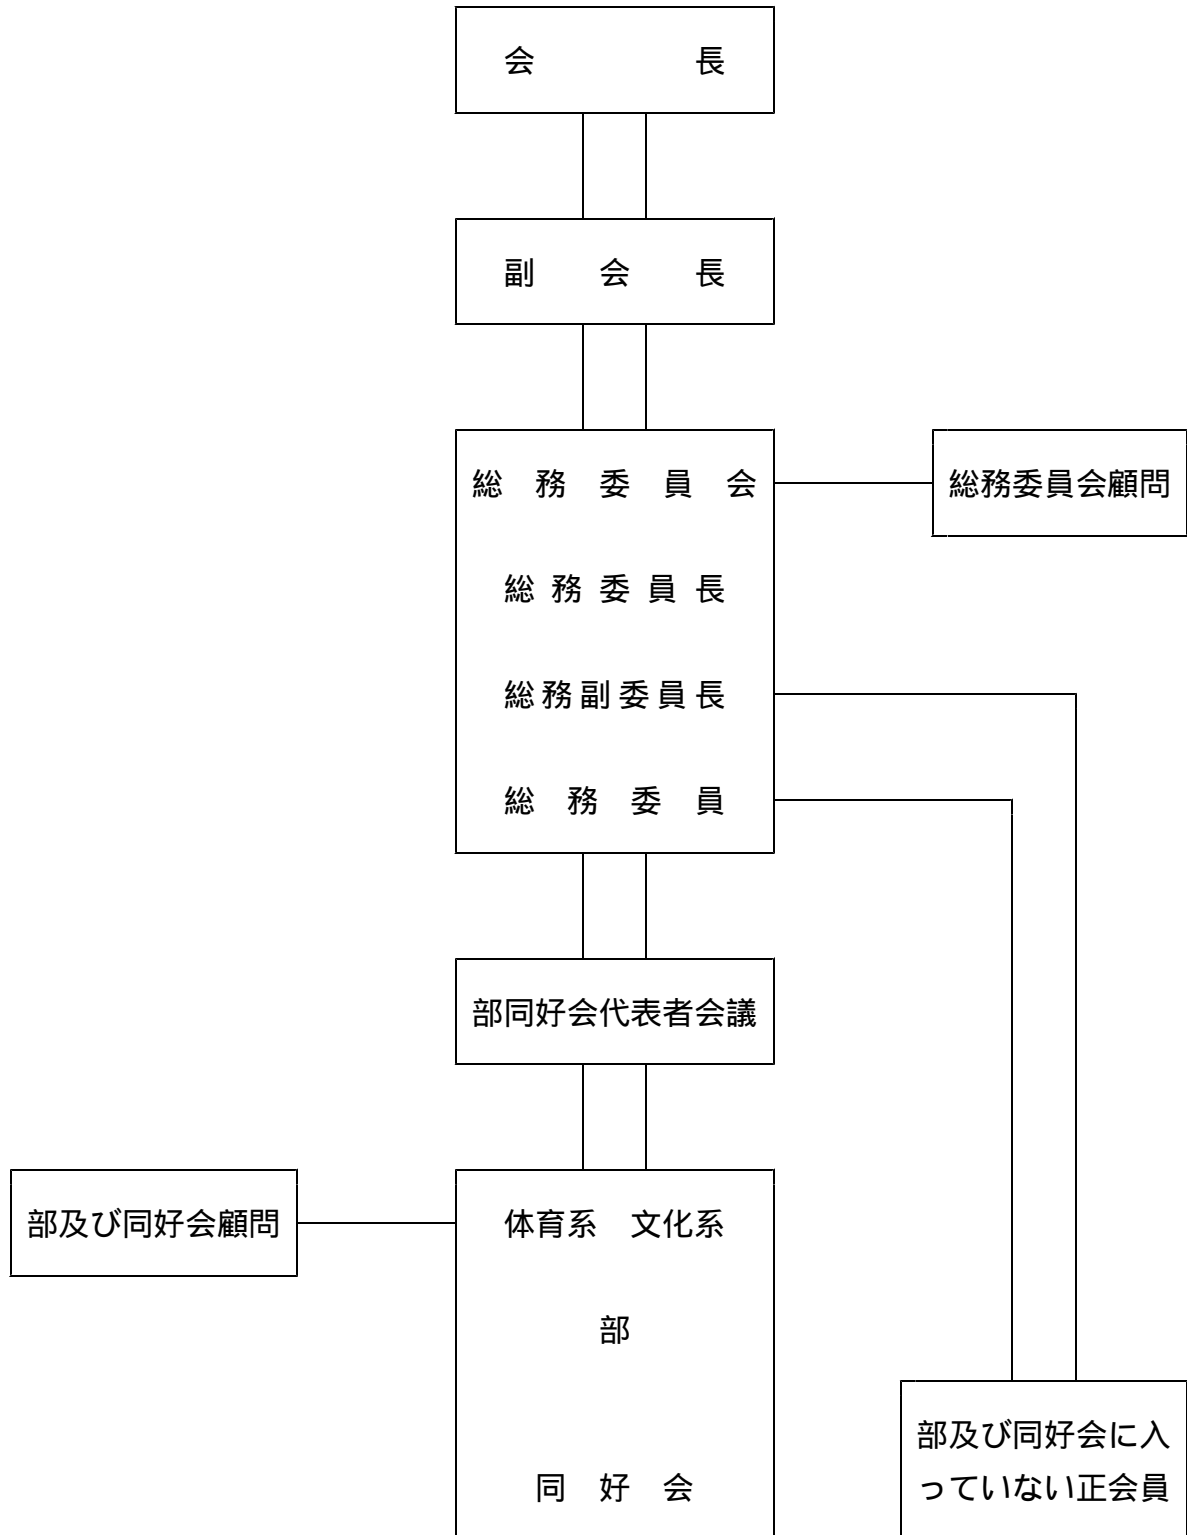 会長
副会長
総務委員会
総務委員会顧問
総務委員長
総務副委員長
総務委員
部同好会代表者会議
部及び同好会顧問
体育系 文化系
部
同好会
部及び同好会に入
っていない正会員